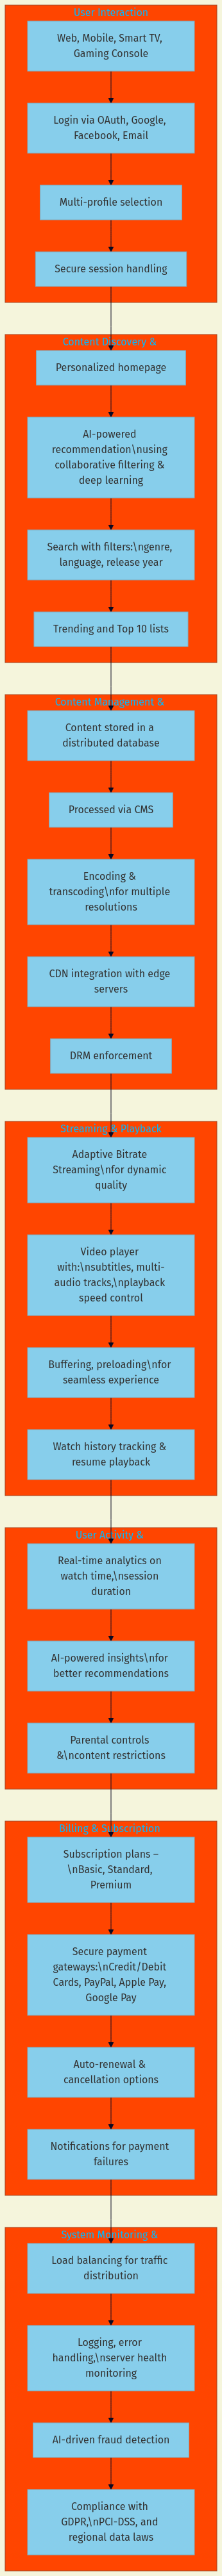 User Interaction
Web, Mobile, Smart TV,
Gaming Console
Login via OAuth, Google,
Facebook, Email
Multi-profile selection
Secure session handling
Content Discovery &
Personalized homepage
AI-powered
recommendation\nusing
collaborative filtering &
deep learning
Search with filters:\ngenre,
language, release year
Trending and Top 10 lists
Content Management &
Content stored in a
distributed database
Processed via CMS
Encoding &
transcoding\nfor multiple
resolutions
CDN integration with edge
servers
DRM enforcement
Streaming & Playback
Adaptive Bitrate
Streaming\nfor dynamic
quality
Video player
with:\nsubtitles, multi-
audio tracks,\nplayback
speed control
Buffering, preloading\nfor
seamless experience
Watch history tracking &
resume playback
User Activity &
Real-time analytics on
watch time,\nsession
duration
AI-powered insights\nfor
better recommendations
Parental controls
&\ncontent restrictions
Billing & Subscription
Subscription plans –
\nBasic, Standard,
Premium
Secure payment
gateways:\nCredit/Debit
Cards, PayPal, Apple Pay,
Google Pay
Auto-renewal &
cancellation options
Notifications for payment
failures
System Monitoring &
Load balancing for traffic
distribution
Logging, error
handling,\nserver health
monitoring
AI-driven fraud detection
Compliance with
GDPR,\nPCI-DSS, and
regional data laws